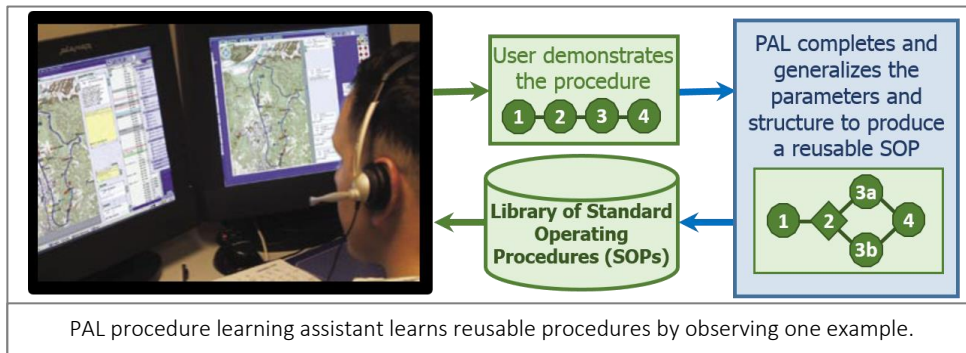 User demonstrates
the procedure
1 2 3 4
PAL completes and
generalizes the
parameters and
structure to produce
a reusable SOP
1 2 3a 3b 4
Library of Standard
Operating
Procedures (SOPs)
PAL procedure learning assistant learns reusable procedures by observing one example.